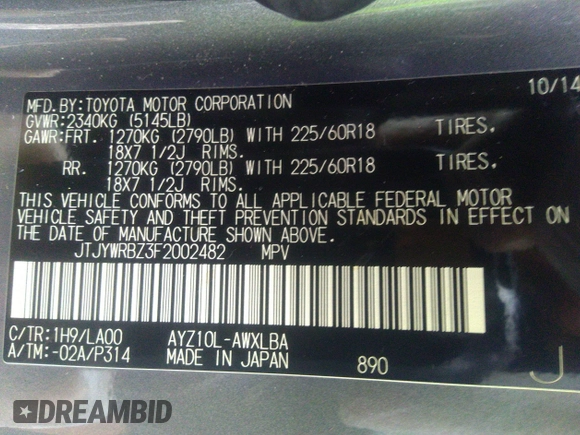 MFD.BY:TOYOTA MOTOR CORPORATION 10/14
GVWR:2340KG (5145LB)
GAWR:FRT. 1270KG (2790LB) WITH 225/60R18 TIRES,
18X7 1/2J RIMS.
RR. 1270KG (2790LB) WITH 225/60R18 TIRES,
18X7 1/2J RIMS.
THIS VEHICLE CONFORMS TO ALL APPLICABLE FEDERAL MOTOR
VEHICLE SAFETY AND THEFT PREVENTION STANDARDS IN EFFECT ON
THE DATE OF MANUFACTURE SHOWN ABOVE.
JTJYWRBZ3F2002482 MPV
C/TR:1H9/LA00 AYZ10L-AWXLBA
A/TM:-02A/P314 MADE IN JAPAN 890 J
DREAMBID